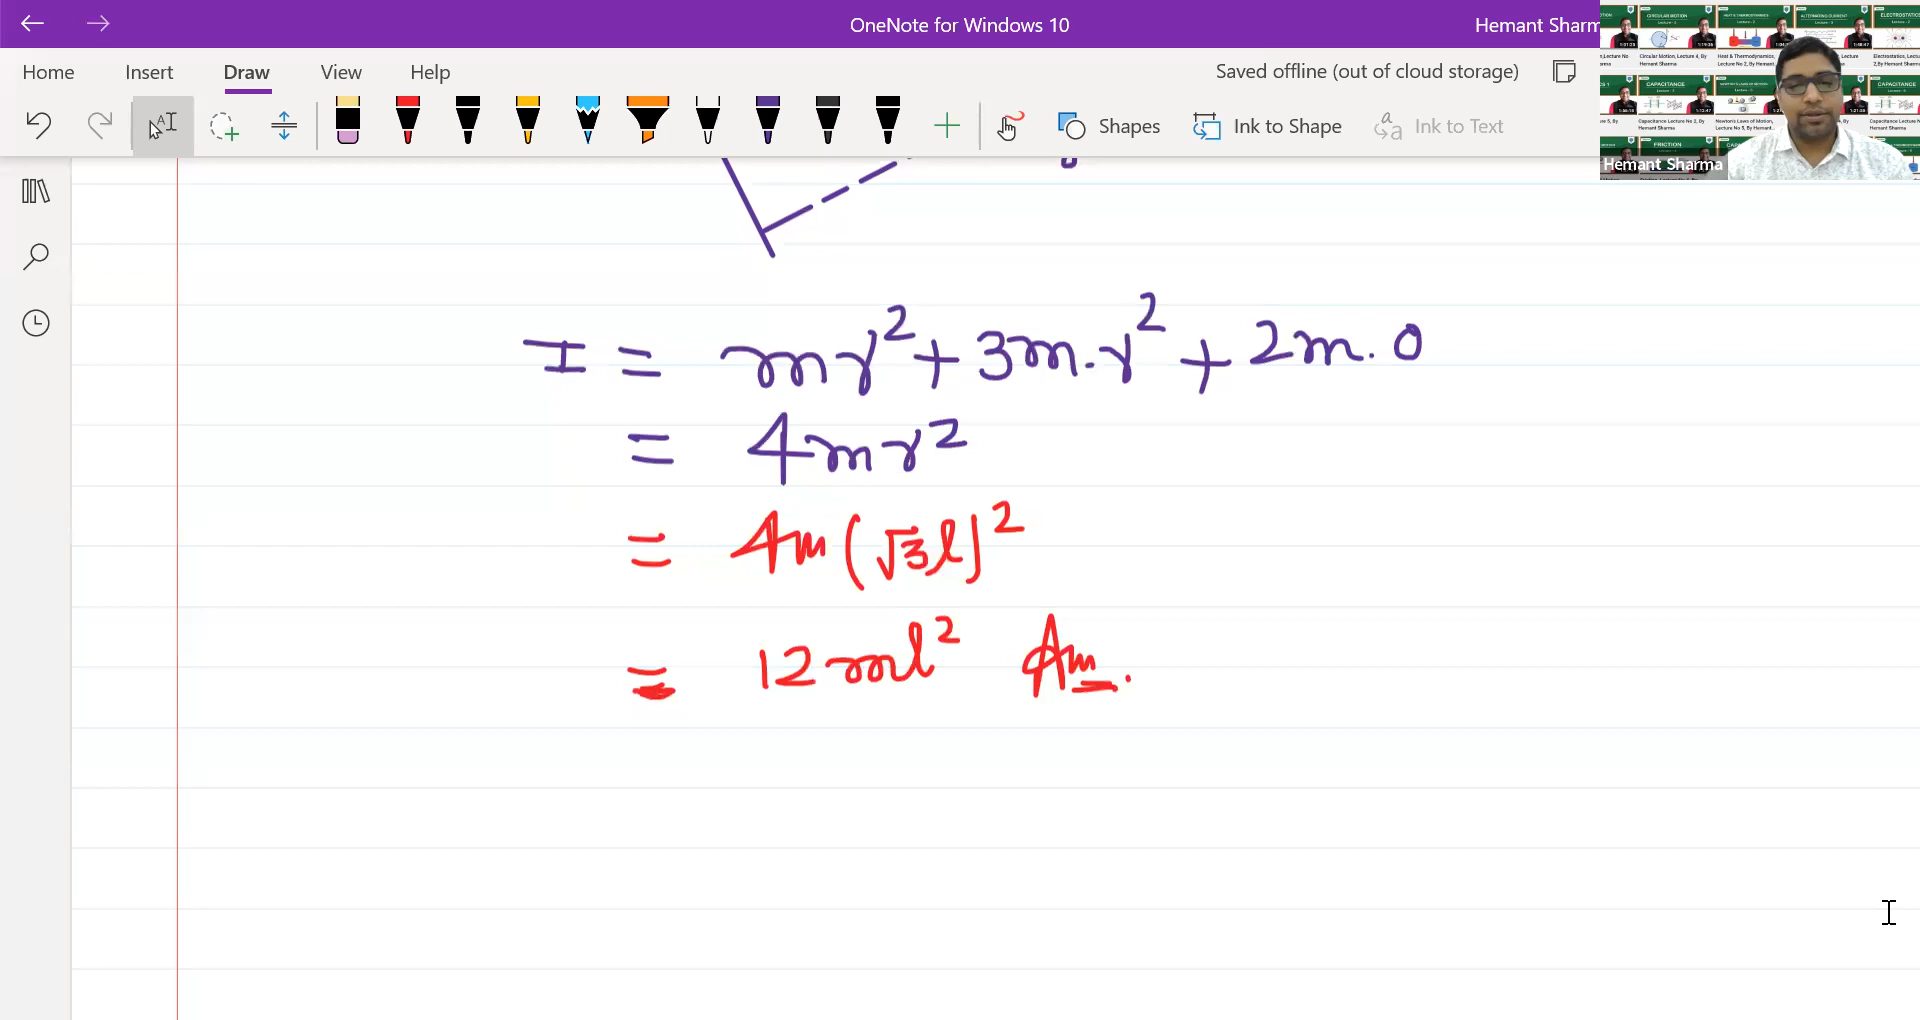 OneNote for Windows 10
Hemant Sharm
Home Insert Draw View Help
Saved offline (out of cloud storage)
Shapes Ink to Shape Ink to Text
Hemant Sharma
I = mr² + 3m.r² + 2m.0
= 4mr²
= 4m(√3l)²
= 12ml² Ans.